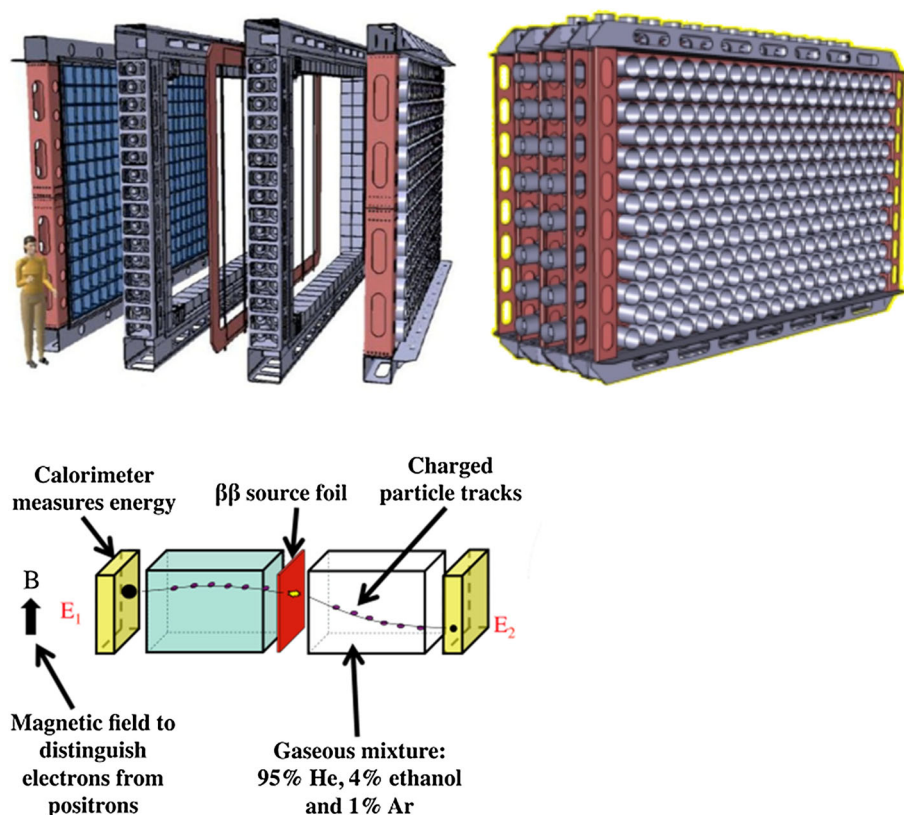 Calorimeter
measures energy
ββ source foil
Charged
particle tracks
B
E₁
E₂
Magnetic field to
distinguish
electrons from
positrons
Gaseous mixture:
95% He, 4% ethanol
and 1% Ar